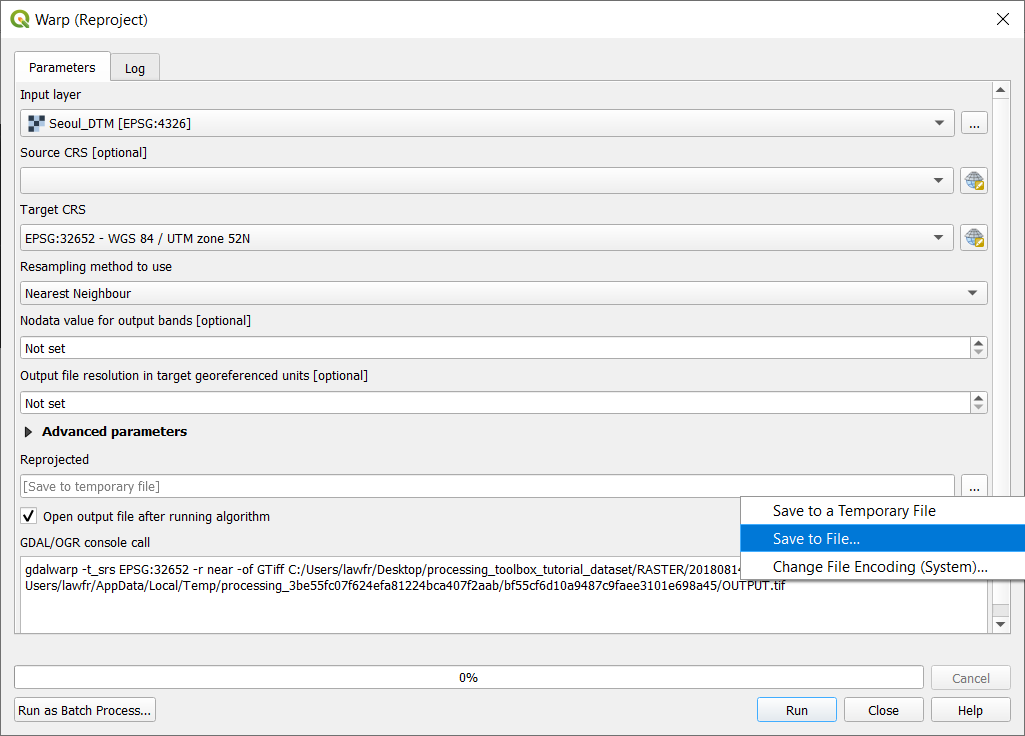 Warp (Reproject)
Parameters
Log
Input layer
Seoul_DTM [EPSG:4326]
...
Source CRS [optional]
Target CRS
EPSG:32652 - WGS 84 / UTM zone 52N
Resampling method to use
Nearest Neighbour
Nodata value for output bands [optional]
Not set
Output file resolution in target georeferenced units [optional]
Not set
Advanced parameters
Reprojected
[Save to temporary file]
...
Save to a Temporary File
Save to File...
Change File Encoding (System)...
Open output file after running algorithm
GDAL/OGR console call
gdalwarp -t_srs EPSG:32652 -r near -of GTiff C:/Users/lawfr/Desktop/processing_toolbox_tutorial_dataset/RASTER/2018081
Users/lawfr/AppData/Local/Temp/processing_3be55fc07f624efa81224bca407f2aab/bf55cf6d10a9487c9faee3101e698a45/OUTPUT.tif
0%
Cancel
Run as Batch Process...
Run
Close
Help